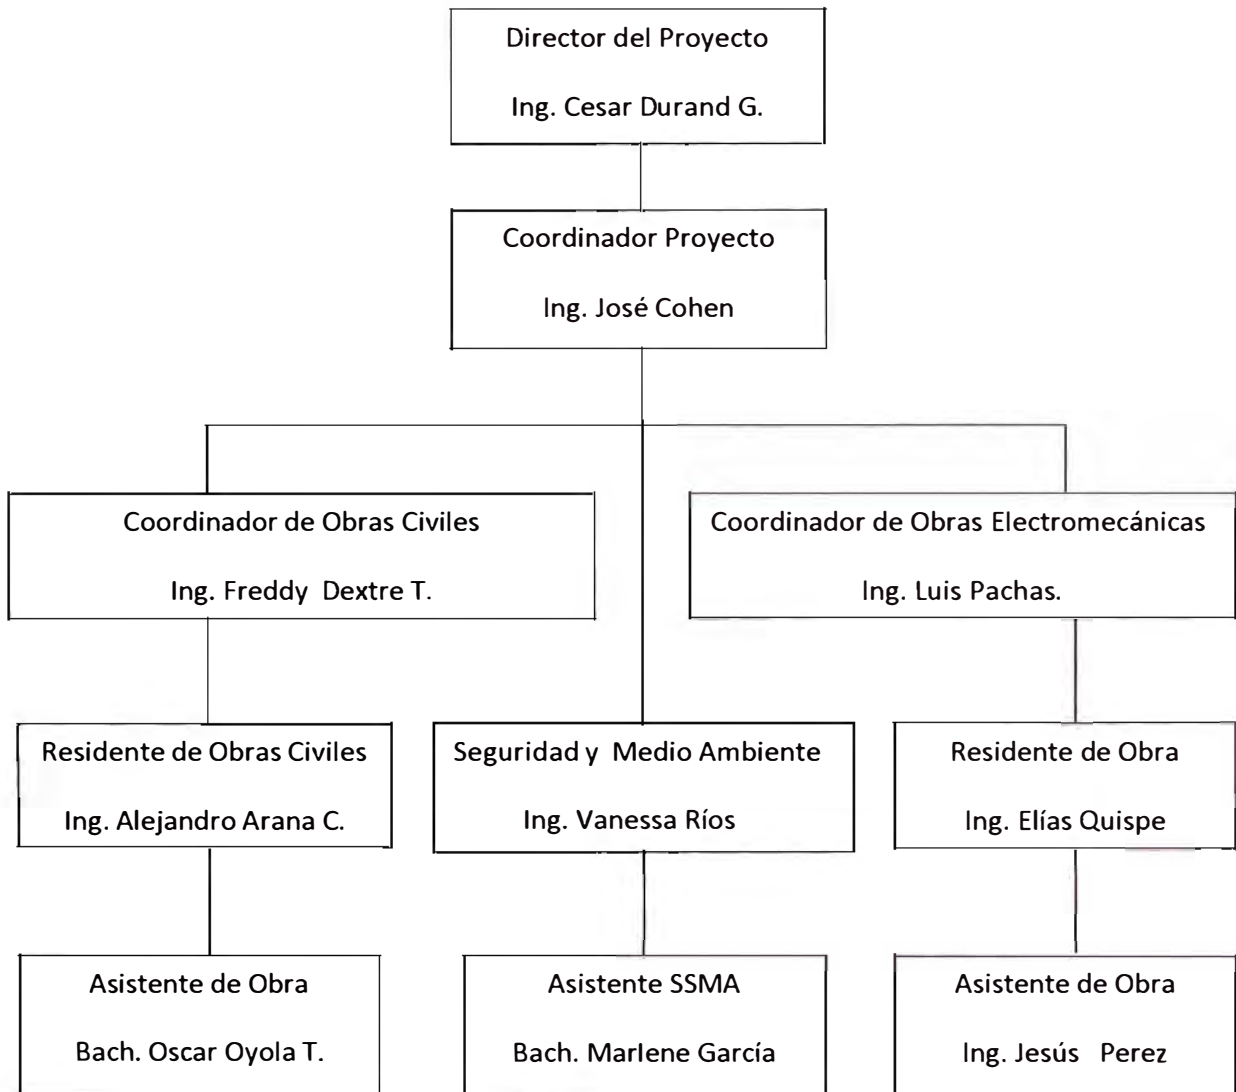 Director del Proyecto
Ing. Cesar Durand G.
Coordinador Proyecto
Ing. José Cohen
Coordinador de Obras Civiles
Ing. Freddy Dextre T.
Coordinador de Obras Electromecánicas
Ing. Luis Pachas.
Residente de Obras Civiles
Ing. Alejandro Arana C.
Seguridad y Medio Ambiente
Ing. Vanessa Ríos
Residente de Obra
Ing. Elías Quispe
Asistente de Obra
Bach. Oscar Oyola T.
Asistente SSMA
Bach. Marlene García
Asistente de Obra
Ing. Jesús Perez